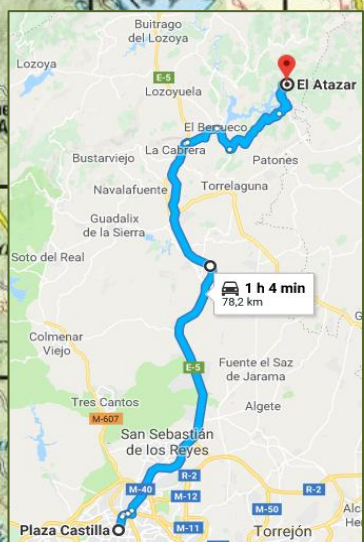 Buitrago
del Lozoya
Lozoya
E-5
El Atazar
Lozoyuela
El Berrueco
La Cabrera
Bustarviejo
Patones
Navalafuente
Torrelaguna
Guadalix
de la Sierra
Soto del Real
1 h 4 min
78,2 km
Colmenar
Viejo
E-5
Fuente el Saz
de Jarama
Tres Cantos
Algete
M-607
San Sebastián
de los Reyes
M-40
R-2
R-2
M-12
M-50
Plaza Castilla
M-11
Torrejón